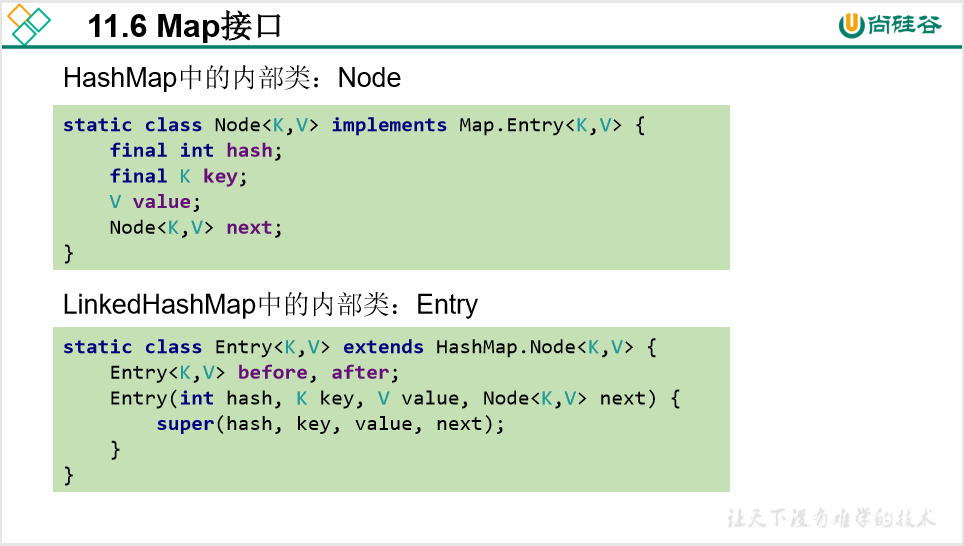 11.6 Map接口
尚硅谷
HashMap中的内部类：Node
static class Node<K,V> implements Map.Entry<K,V> {
    final int hash;
    final K key;
    V value;
    Node<K,V> next;
}
LinkedHashMap中的内部类：Entry
static class Entry<K,V> extends HashMap.Node<K,V> {
    Entry<K,V> before, after;
    Entry(int hash, K key, V value, Node<K,V> next) {
        super(hash, key, value, next);
    }
}
让天下没有难学的技术